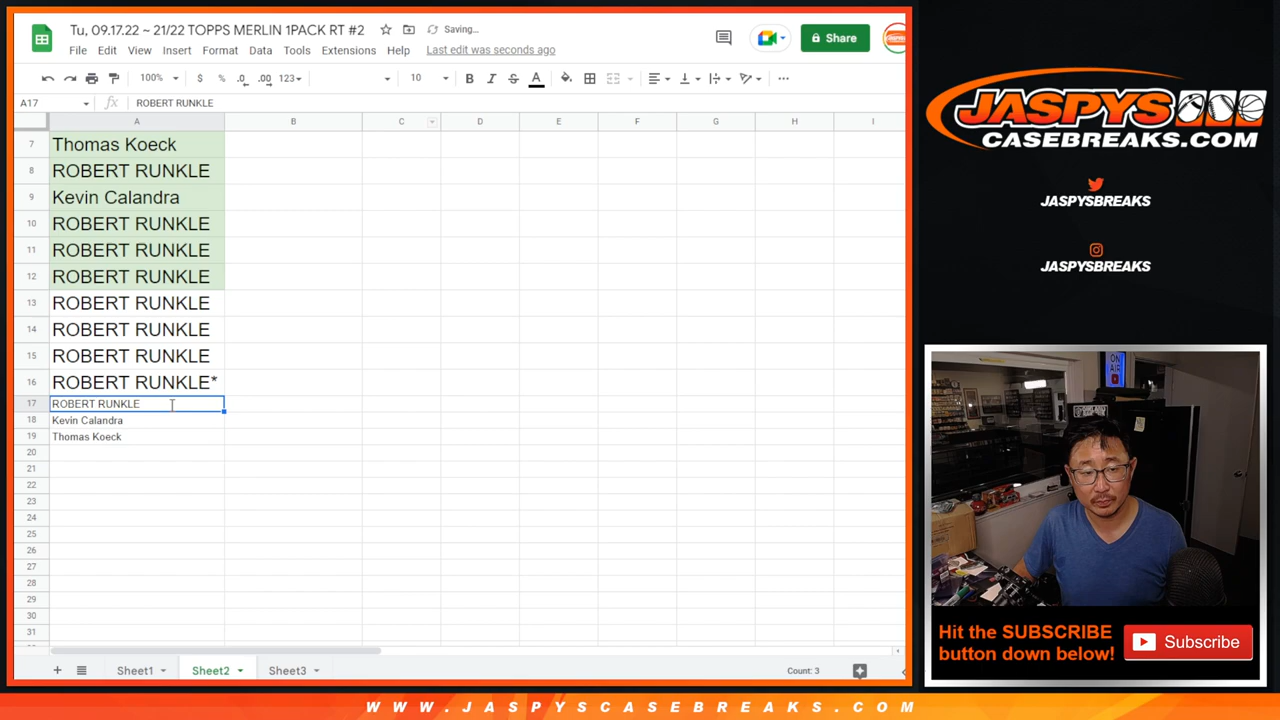 Tu, 09.17.22 ~ 21/22 TOPPS MERLIN 1PACK RT #2
Saving...
File Edit View Insert Format Data Tools Extensions Help Last edit was seconds ago
Share
100% $ % .0 .00 123 10 B I S A
A17 fx ROBERT RUNKLE
A B C D E F G H I
7 Thomas Koeck
8 ROBERT RUNKLE
9 Kevin Calandra
10 ROBERT RUNKLE
11 ROBERT RUNKLE
12 ROBERT RUNKLE
13 ROBERT RUNKLE
14 ROBERT RUNKLE
15 ROBERT RUNKLE
16 ROBERT RUNKLE*
17 ROBERT RUNKLE
18 Kevin Calandra
19 Thomas Koeck
20
21
22
23
24
25
26
27
28
29
30
31
Sheet1 Sheet2 Sheet3 Count: 3
JASPYS
CASEBREAKS.COM
JASPYSBREAKS
JASPYSBREAKS
ON
AIR
Hit the SUBSCRIBE
button down below!
Subscribe
WWW.JASPYSCASEBREAKS.COM